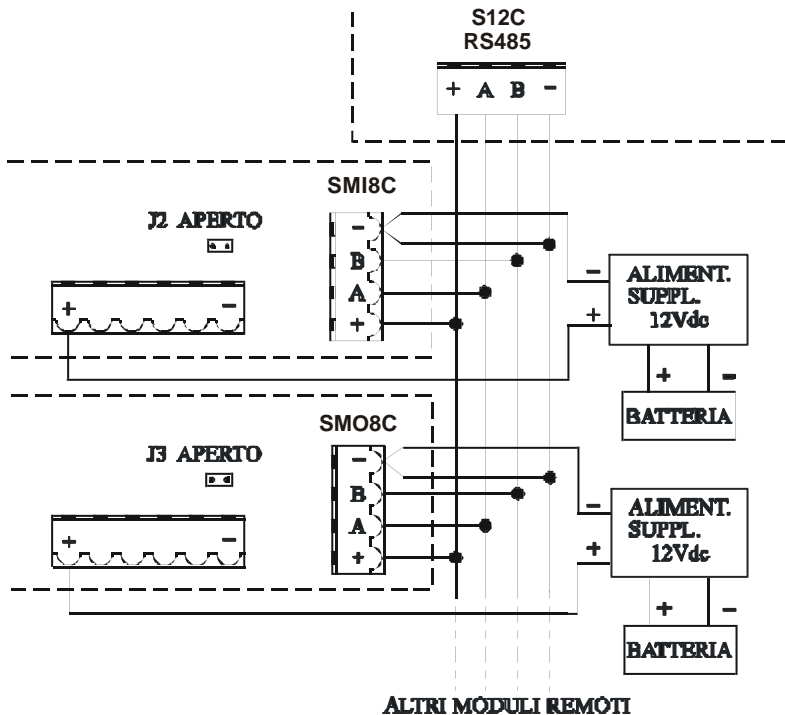 S12C
RS485
+ A B -
SMI8C
J2 APERTO
-
B
A
+
+ -
- ALIMENT.
SUPPL.
+ 12Vdc
+ -
BATTERIA
SMO8C
J3 APERTO
-
B
A
+
+ -
- ALIMENT.
SUPPL.
+ 12Vdc
+ -
BATTERIA
ALTRI MODULI REMOTI